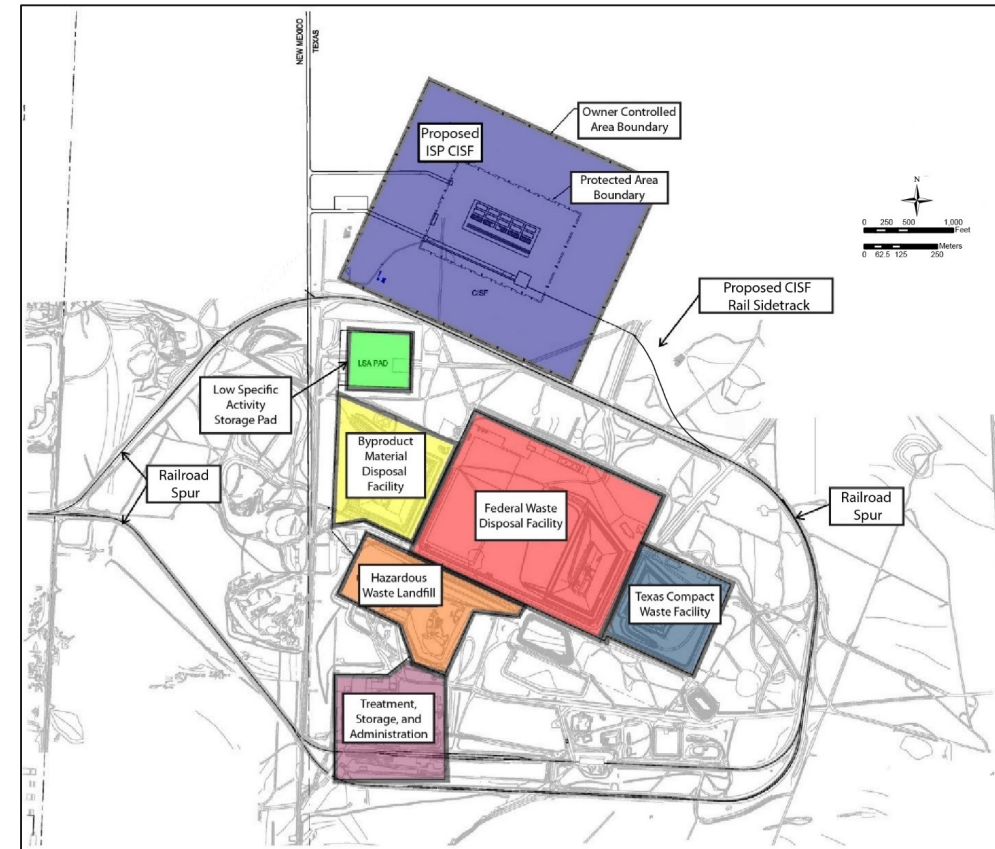 NEW MEXICO
TEXAS
Owner Controlled
Area Boundary
Proposed
ISP CISF
Protected Area
Boundary
N
0 250 500 1,000
Feet
Meters
0 62.5 125 250
CISF
Proposed CISF
Rail Sidetrack
LSA PAD
Low Specific
Activity
Storage Pad
Byproduct
Material
Disposal
Facility
Railroad
Spur
Federal Waste
Disposal Facility
Railroad
Spur
Hazardous
Waste Landfill
Texas Compact
Waste Facility
Treatment,
Storage, and
Administration